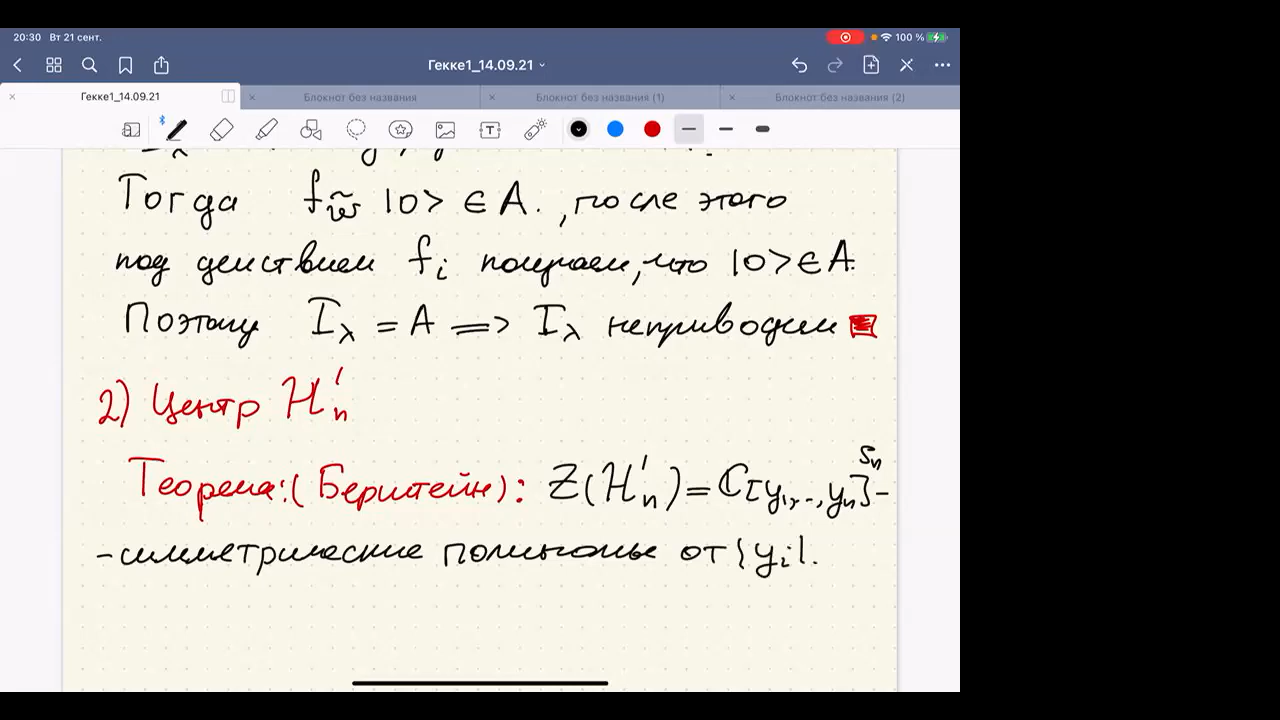 20:30 Вт 21 сент. 100 %
Гекке1_14.09.21
Гекке1_14.09.21 Блокнот без названия Блокнот без названия (1) Блокнот без названия (2)
Тогда f_w̃ |0> ∈ A. , после этого
под действием f_i получаем, что |0> ∈ A.
Поэтому I_λ = A ⟹ I_λ неприводим
2) Центр H'_n
Теорема: (Бернштейн): Z(H'_n) = ℂ[y_1, ..., y_n]^{S_n} –
– симметрические полиномы от {y_i}.